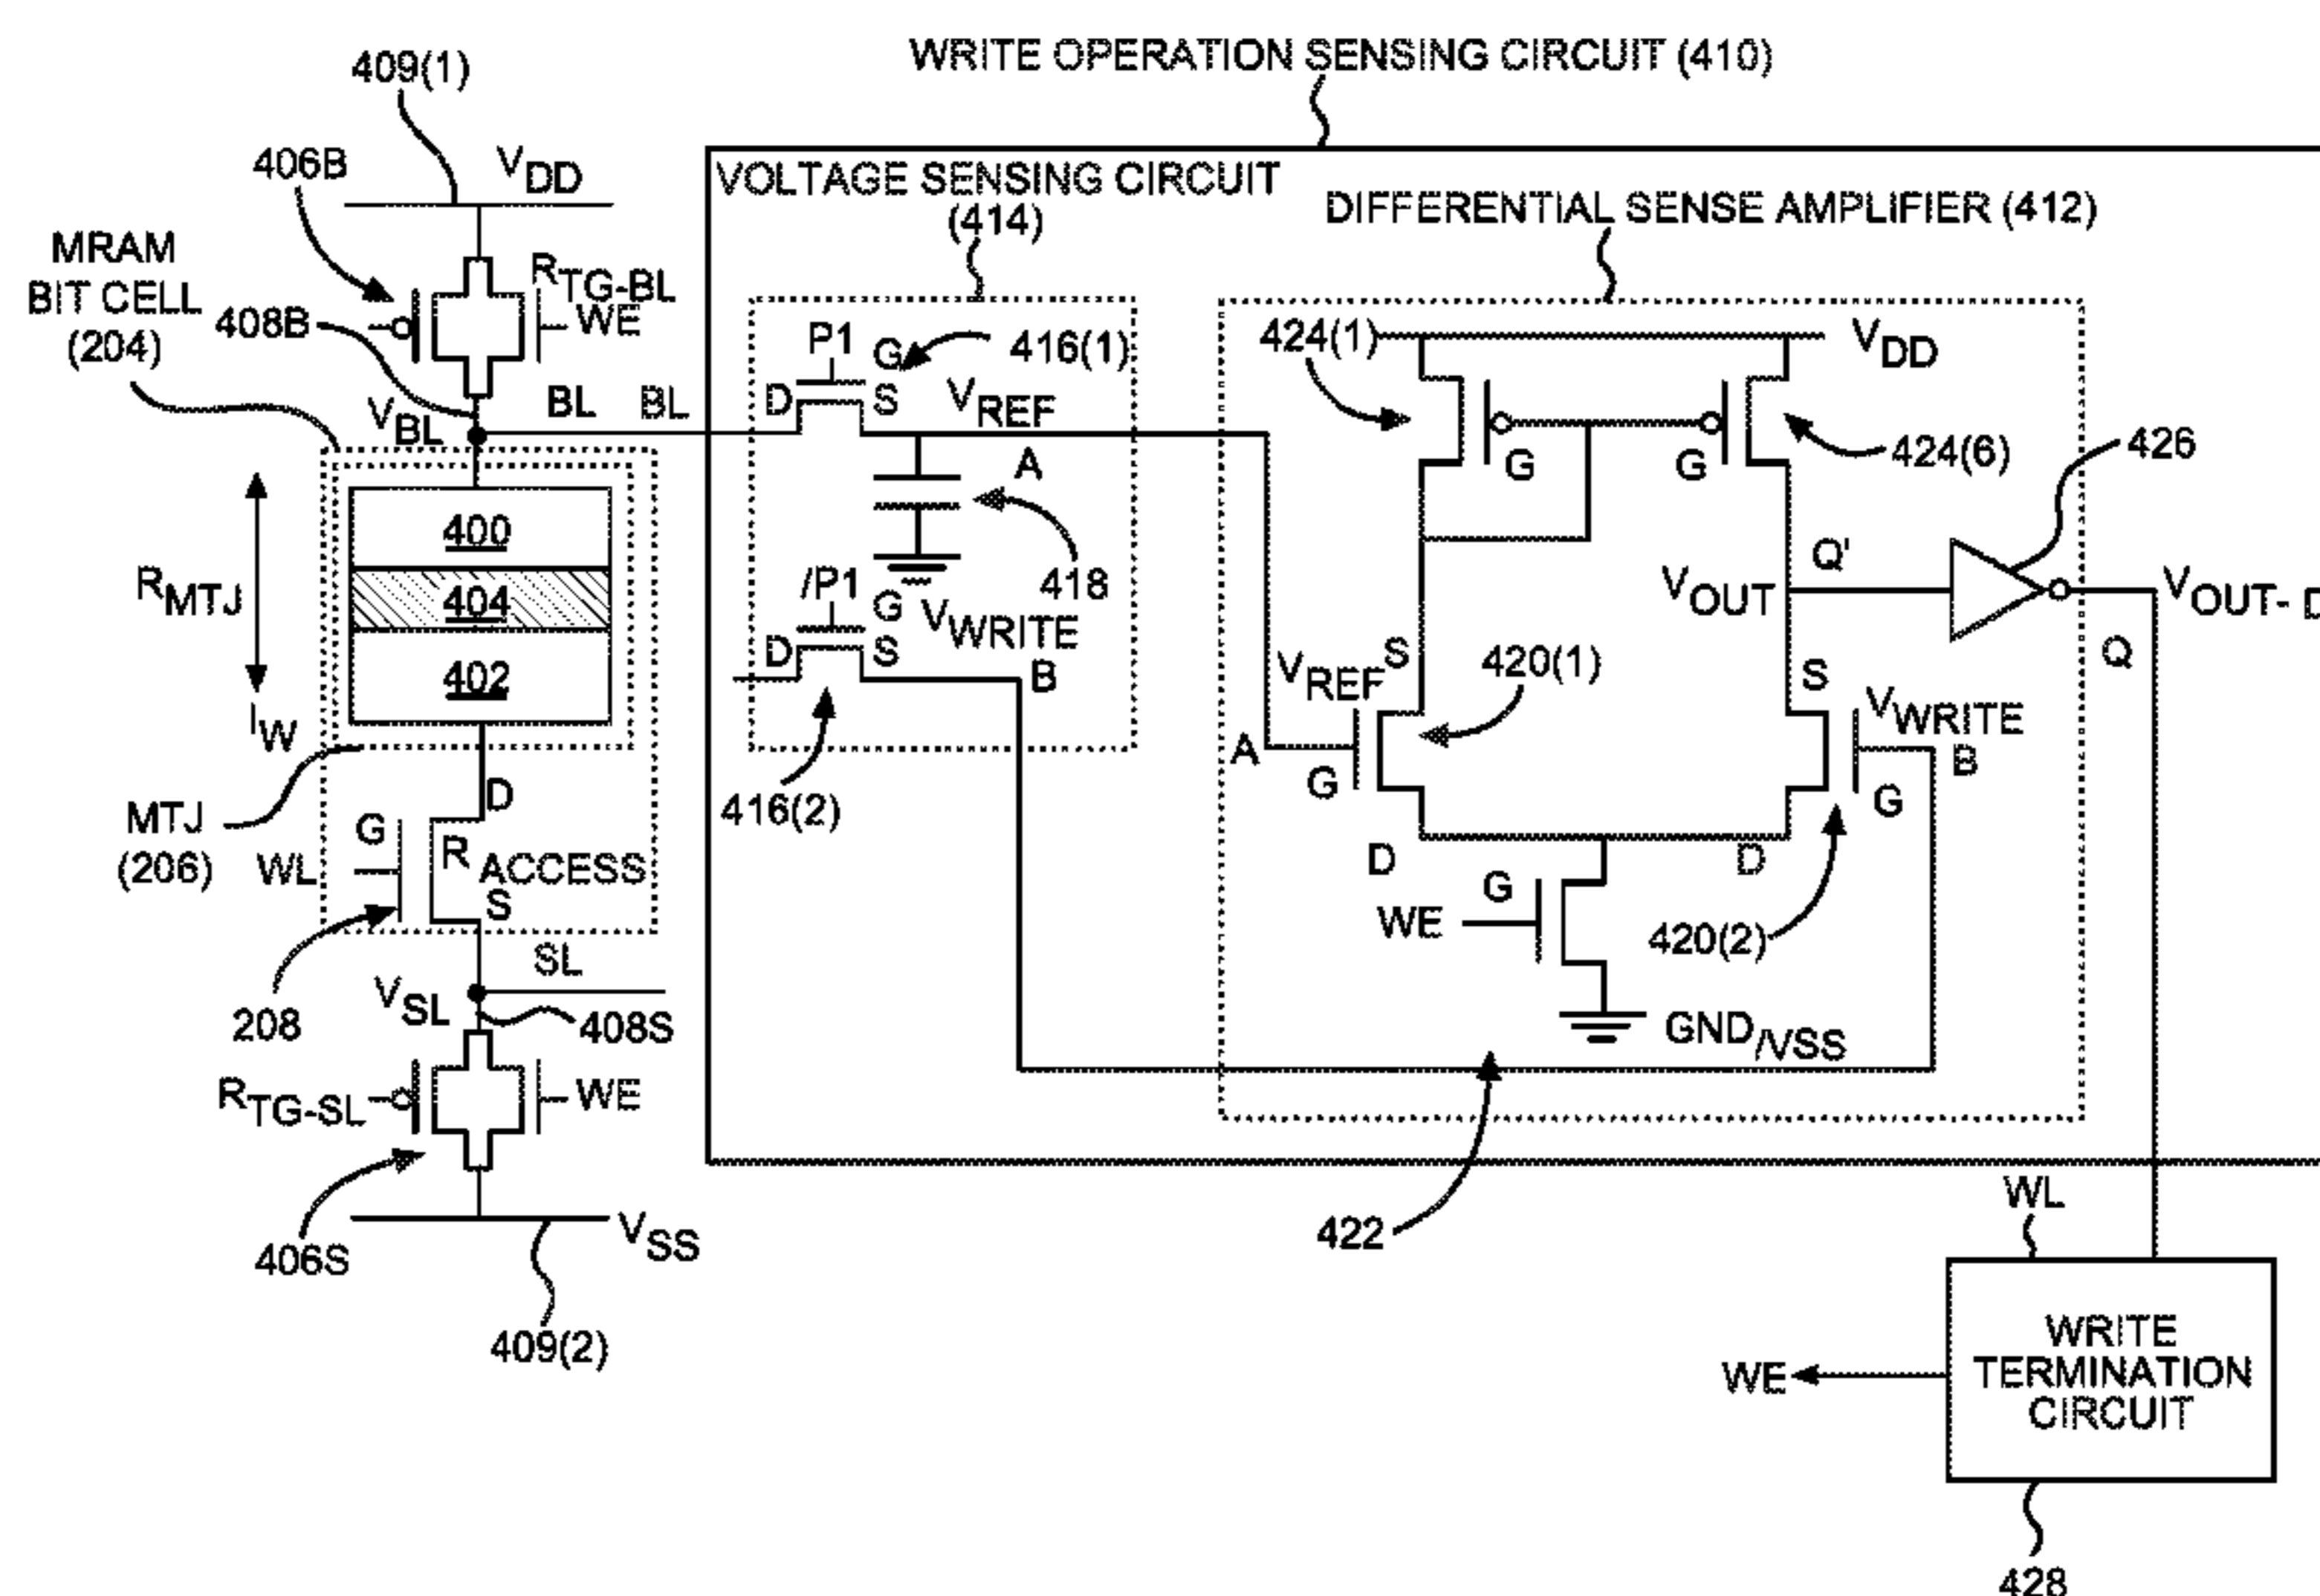 WRITE OPERATION SENSING CIRCUIT (410)
409(1)
406B
VDD
MRAM
BIT CELL
(204)
408B
RTG-BL
WE
VBL
BL
BL
RMTJ
IW
400
404
402
MTJ
(206)
D
G
WL
RACCESS
S
208
SL
VSL
408S
RTG-SL
WE
406S
VSS
409(2)
VOLTAGE SENSING CIRCUIT
(414)
P1
G
416(1)
D
S
VREF
A
418
/P1
G
VWRITE
D
S
B
416(2)
DIFFERENTIAL SENSE AMPLIFIER (412)
424(1)
VDD
G
G
424(6)
426
VOUT
Q'
VOUT- D
Q
VREF
S
420(1)
S
VWRITE
A
G
B
G
D
D
G
WE
420(2)
GND/VSS
422
WL
WRITE
TERMINATION
CIRCUIT
WE
428